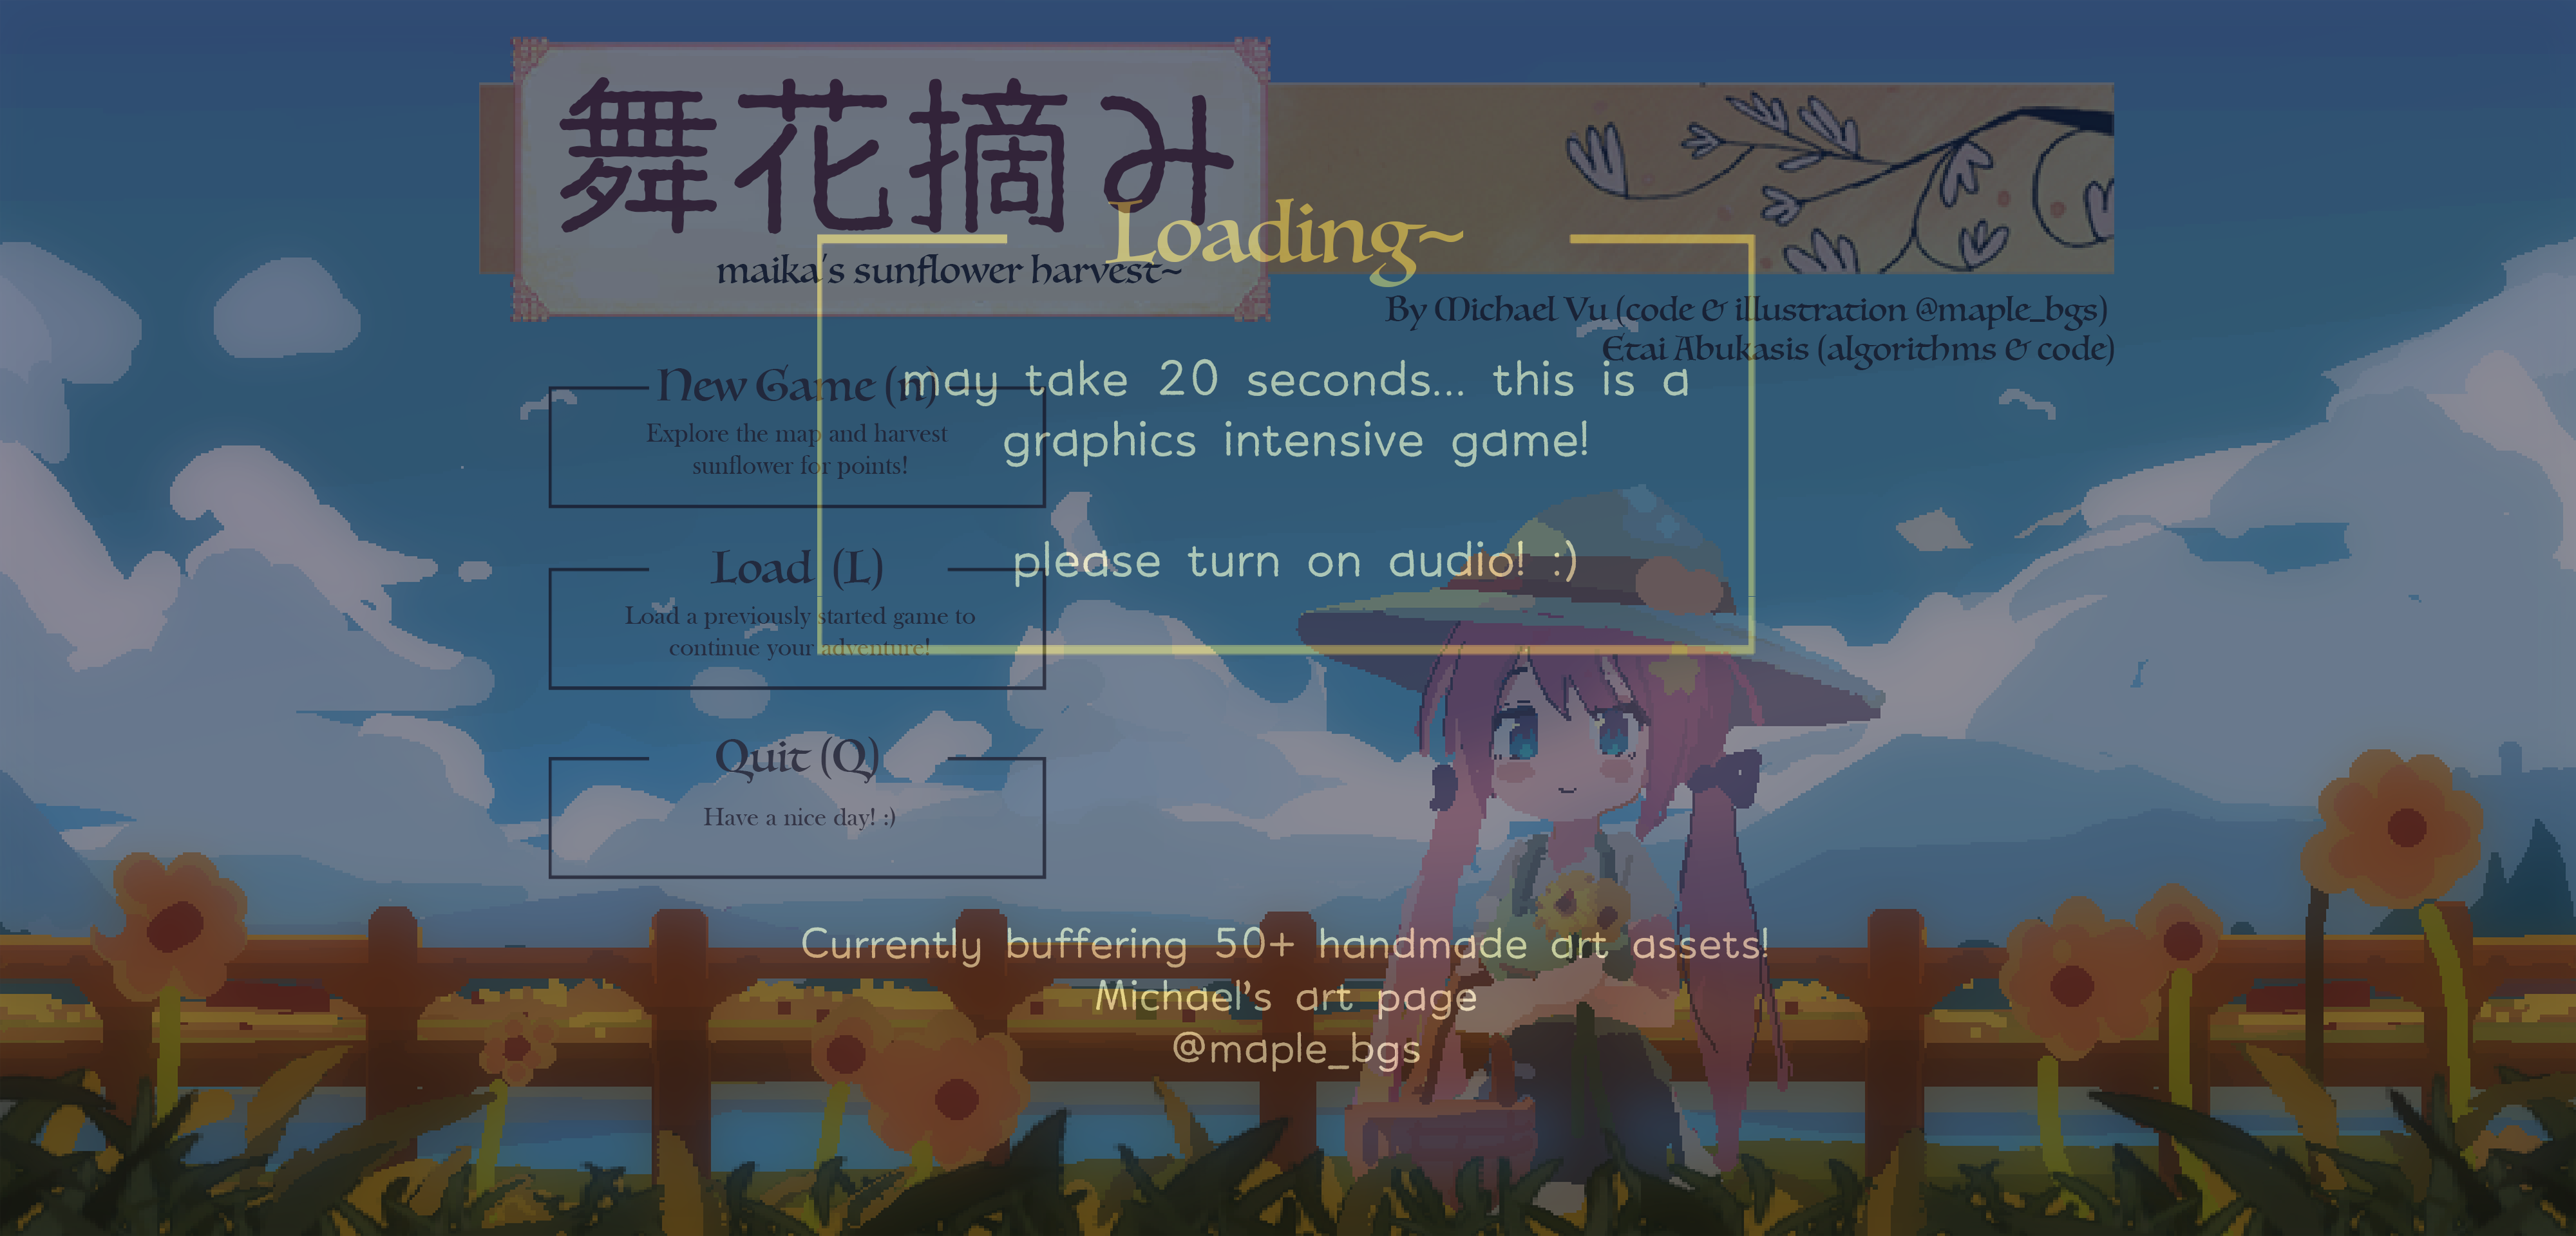 舞花摘み
maika's sunflower harvest~
Loading~
By Michael Vu (code & illustration @maple_bgs)
Etai Abukasis (algorithms & code)
may take 20 seconds... this is a
graphics intensive game!
please turn on audio! :)
New Game (n)
Explore the map and harvest
sunflower for points!
Load (L)
Load a previously started game to
continue your adventure!
Quit (Q)
Have a nice day! :)
Currently buffering 50+ handmade art assets!
Michael's art page
@maple_bgs